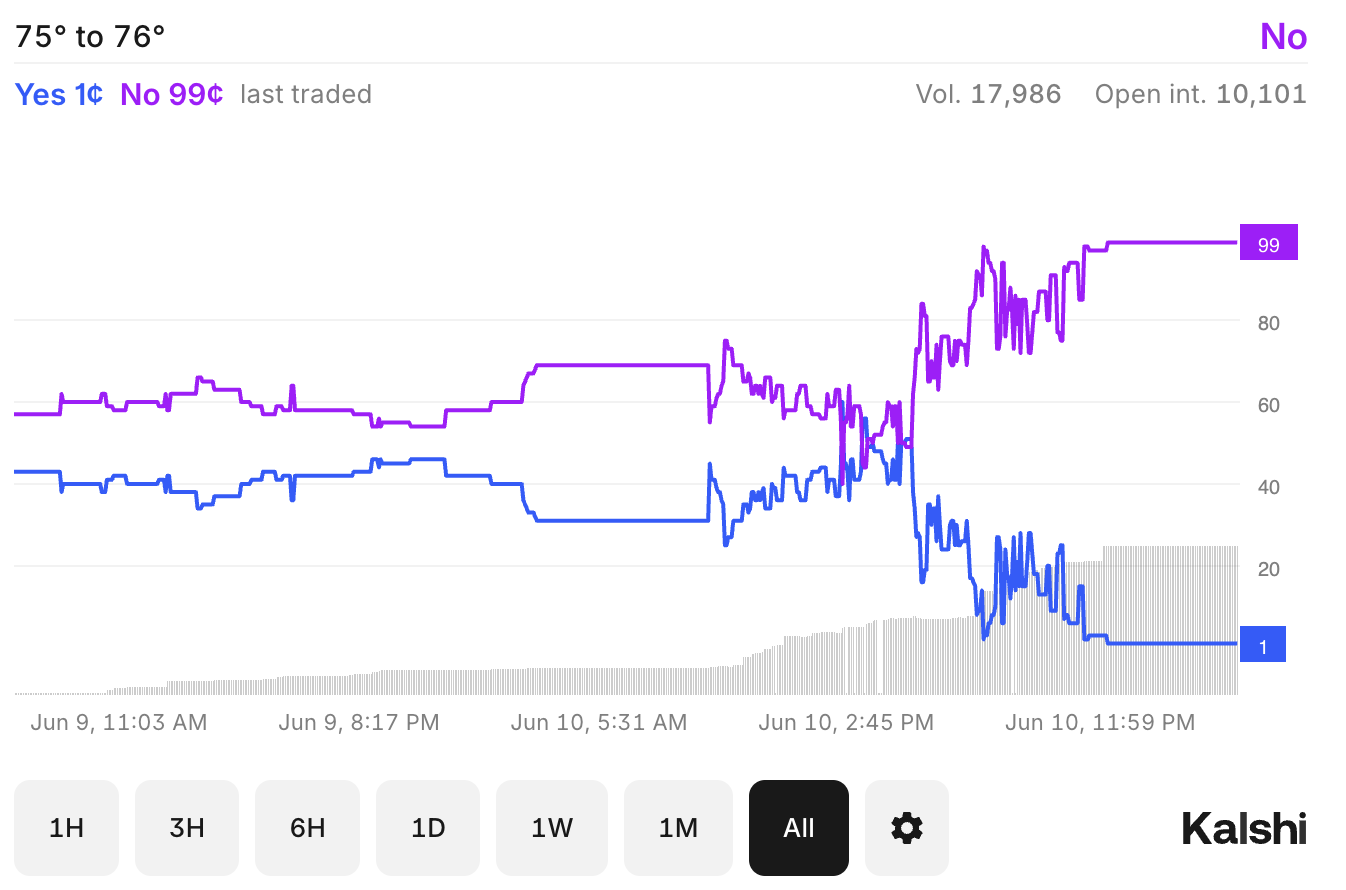 75° to 76° No
Yes 1¢ No 99¢ last traded Vol. 17,986 Open int. 10,101
99
80
60
40
20
1
Jun 9, 11:03 AM Jun 9, 8:17 PM Jun 10, 5:31 AM Jun 10, 2:45 PM Jun 10, 11:59 PM
1H 3H 6H 1D 1W 1M All Kalshi